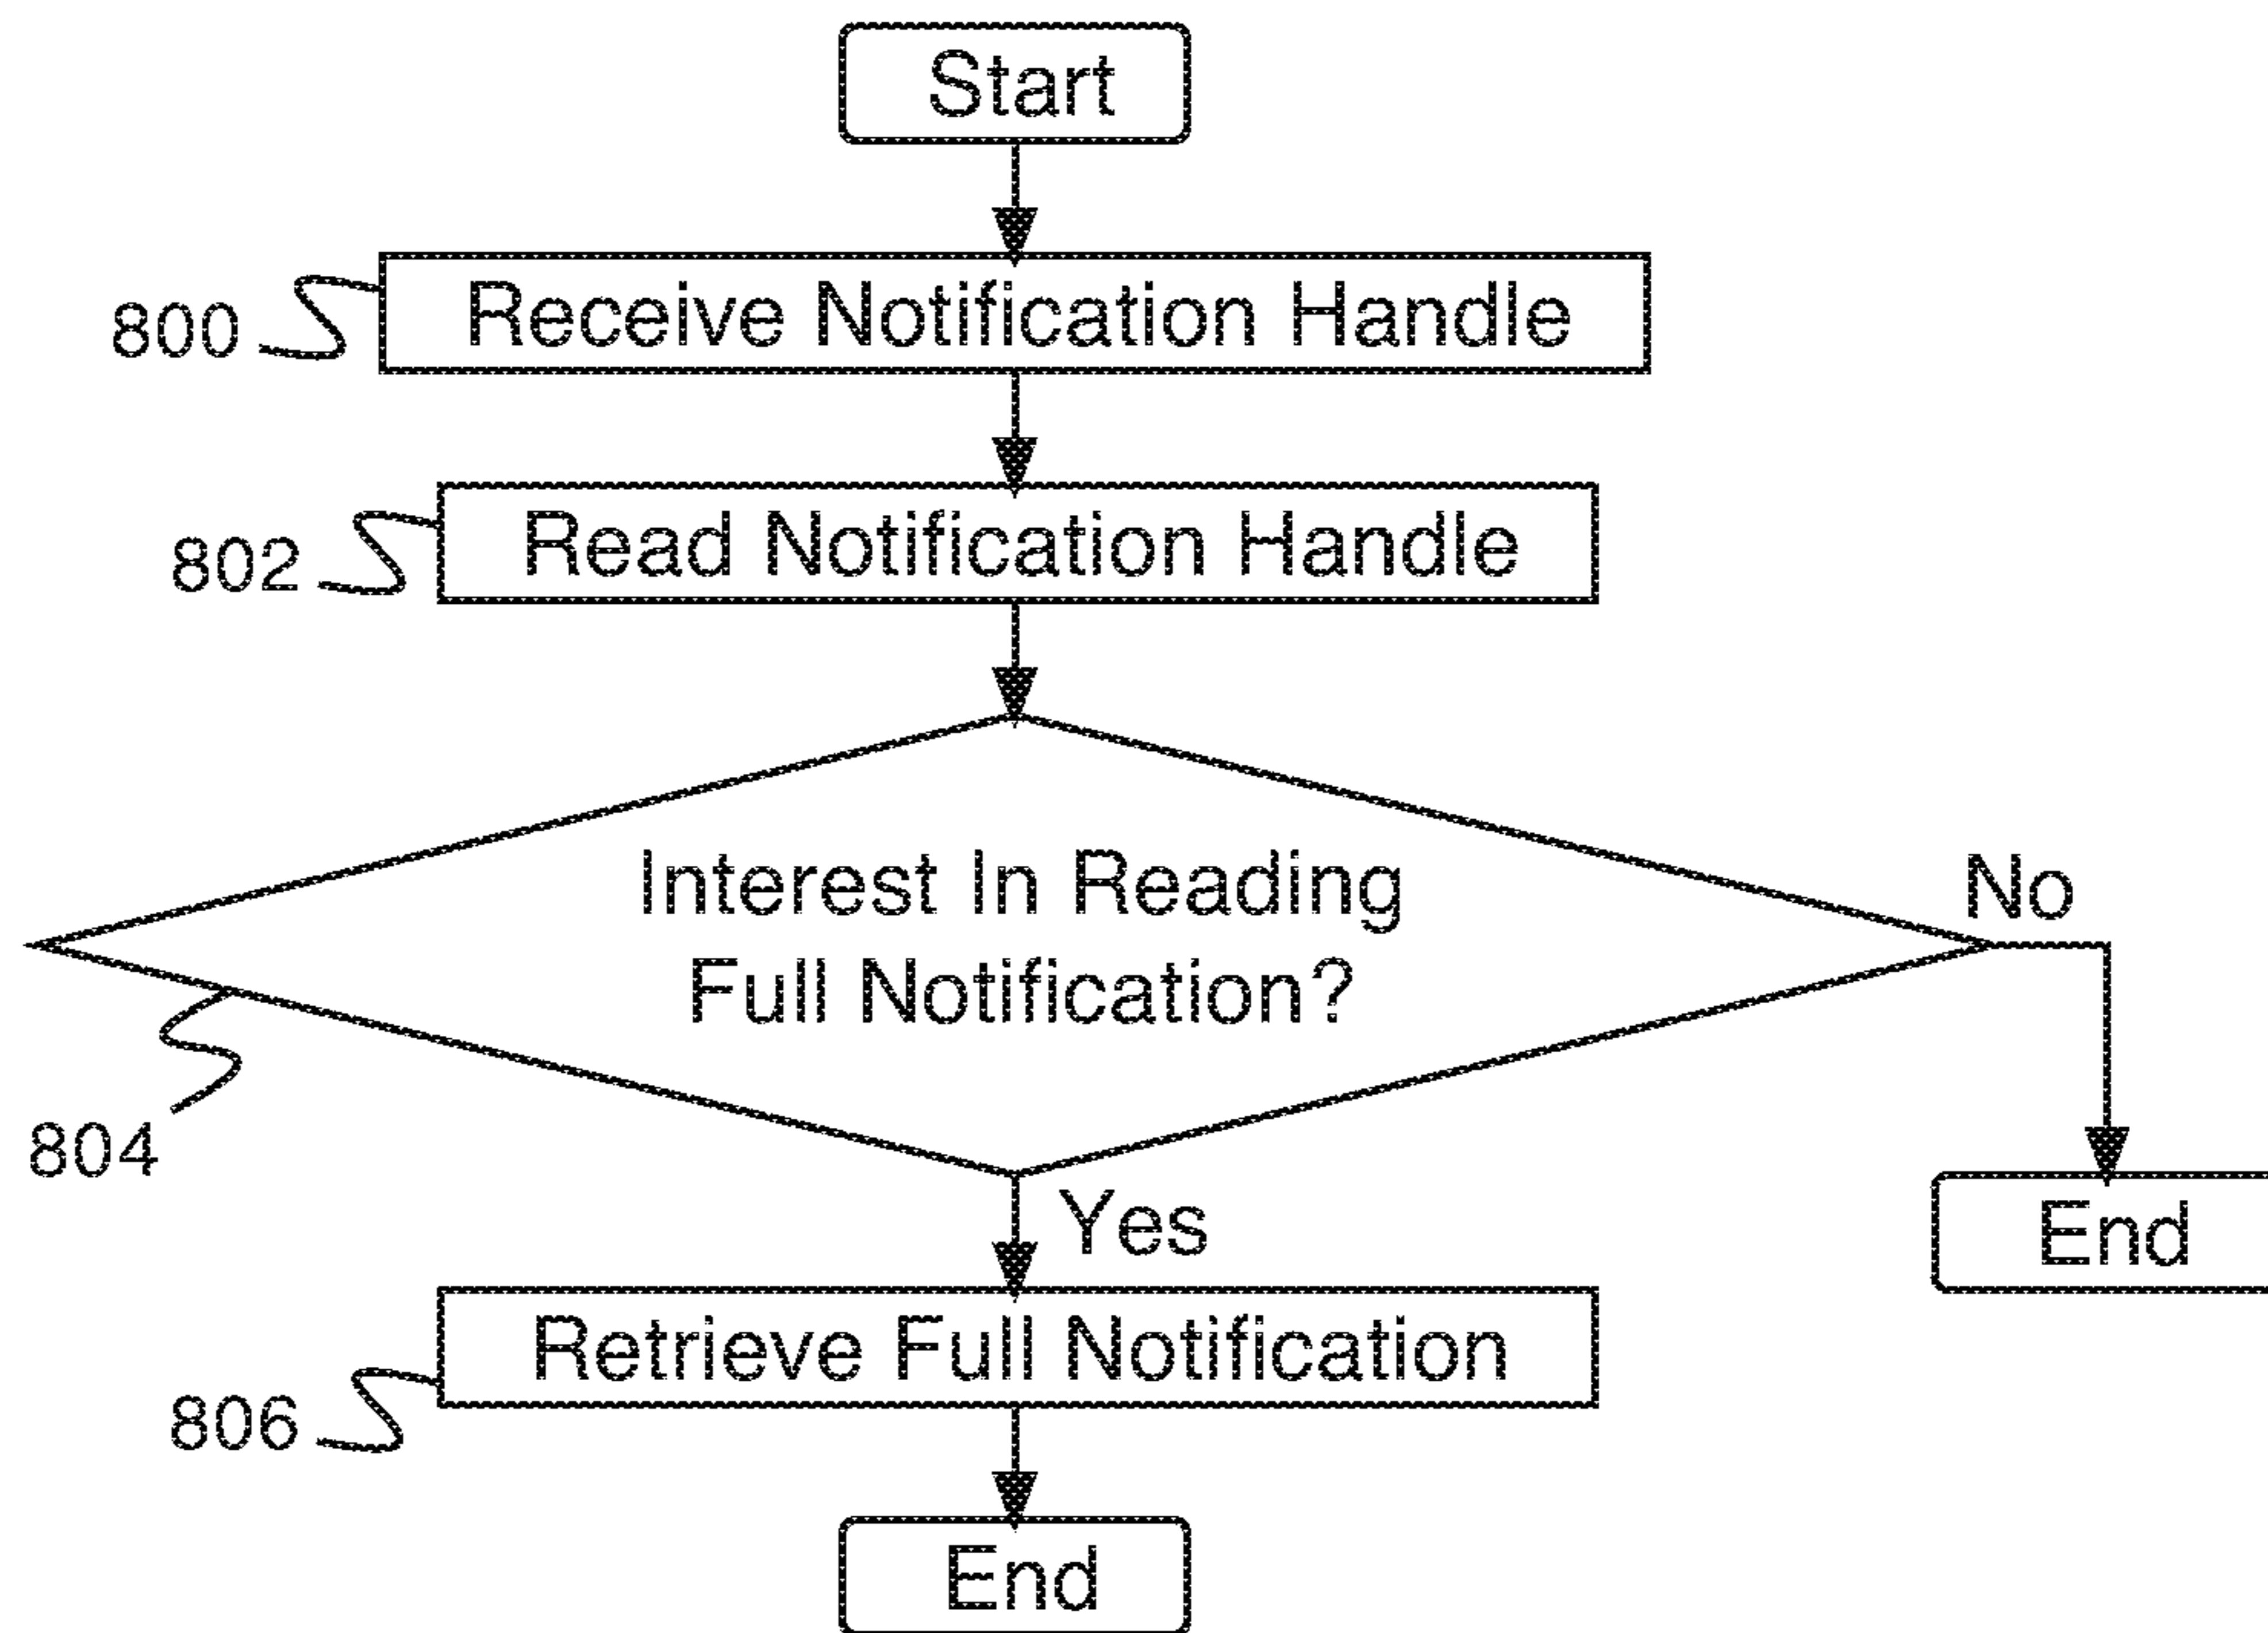 Start
800
Receive Notification Handle
802
Read Notification Handle
Interest In Reading
Full Notification?
No
804
Yes
End
Retrieve Full Notification
806
End